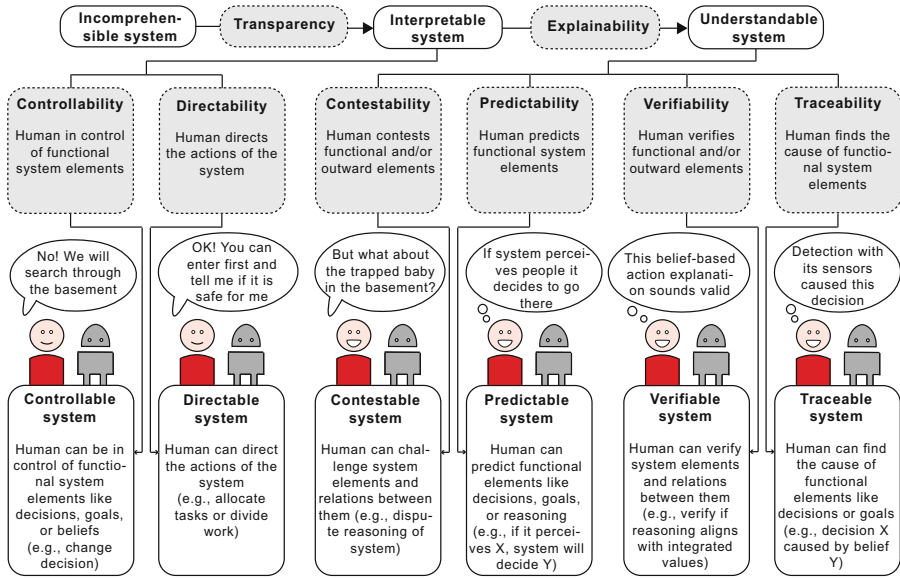 Incomprehen-
sible system
Transparency
Interpretable
system
Explainability
Understandable
system
Controllability
Human in control
of functional
system elements
Directability
Human directs
the actions of the
system
Contestability
Human contests
functional and/or
outward elements
Predictability
Human predicts
functional system
elements
Verifiability
Human verifies
functional and/or
outward elements
Traceability
Human finds the
cause of functio-
nal system
elements
No! We will
search through
the basement
OK! You can
enter first and
tell me if it is
safe for me
But what about
the trapped baby
in the basement?
If system percei-
ves people it
decides to go
there
This belief-based
action explanati-
on sounds valid
Detection with
its sensors
caused this
decision
Controllable
system
Human can be in
control of functio-
nal system
elements like
decisions, goals,
or beliefs
(e.g., change
decision)
Directable
system
Human can direct
the actions of the
system
(e.g., allocate
tasks or divide
work)
Contestable
system
Human can chal-
lenge system
elements and
relations between
them (e.g., dispu-
te reasoning of
system)
Predictable
system
Human can
predict functional
elements like
decisions, goals,
or reasoning
(e.g., if it percei-
ves X, system will
decide Y)
Verifiable
system
Human can verify
system elements
and relations
between them
(e.g., verify if
reasoning aligns
with integrated
values)
Traceable
system
Human can find
the cause of
functional
elements like
decisions or goals
(e.g., decision X
caused by belief
Y)